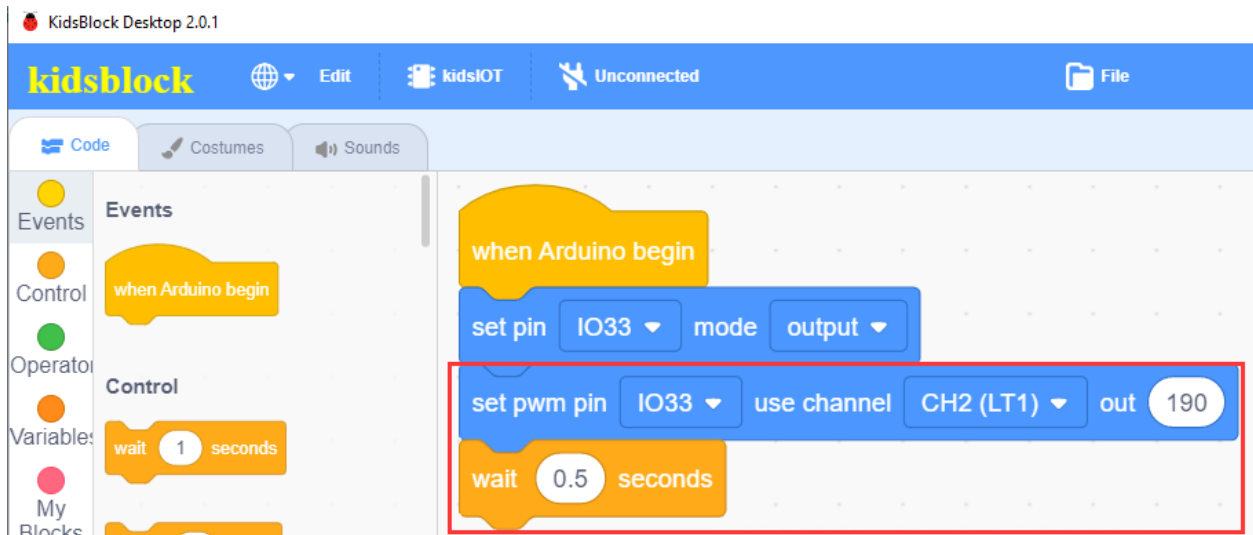 KidsBlock Desktop 2.0.1
kidsblock Edit kidsIOT Unconnected File
Code Costumes Sounds
Events
Control
Operator
Variables
My
Blocks
Events
when Arduino begin
Control
wait 1 seconds
when Arduino begin
set pin IO33 mode output
set pwm pin IO33 use channel CH2 (LT1) out 190
wait 0.5 seconds